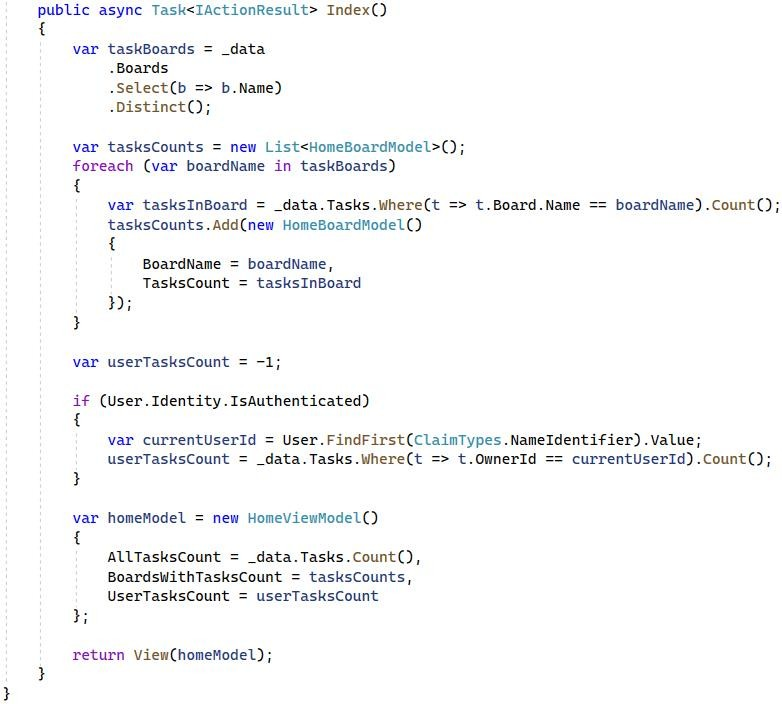 public async Task<IActionResult> Index()
{
var taskBoards = _data
.Boards
.Select(b => b.Name)
.Distinct();
var tasksCounts = new List<HomeBoardModel>();
foreach (var boardName in taskBoards)
{
var tasksInBoard = _data.Tasks.Where(t => t.Board.Name == boardName).Count();
tasksCounts.Add(new HomeBoardModel()
{
BoardName = boardName,
TasksCount = tasksInBoard
});
}
var userTasksCount = -1;
if (User.Identity.IsAuthenticated)
{
var currentUserId = User.FindFirst(ClaimTypes.NameIdentifier).Value;
userTasksCount = _data.Tasks.Where(t => t.OwnerId == currentUserId).Count();
}
var homeModel = new HomeViewModel()
{
AllTasksCount = _data.Tasks.Count(),
BoardsWithTasksCount = tasksCounts,
UserTasksCount = userTasksCount
};
return View(homeModel);
}
}